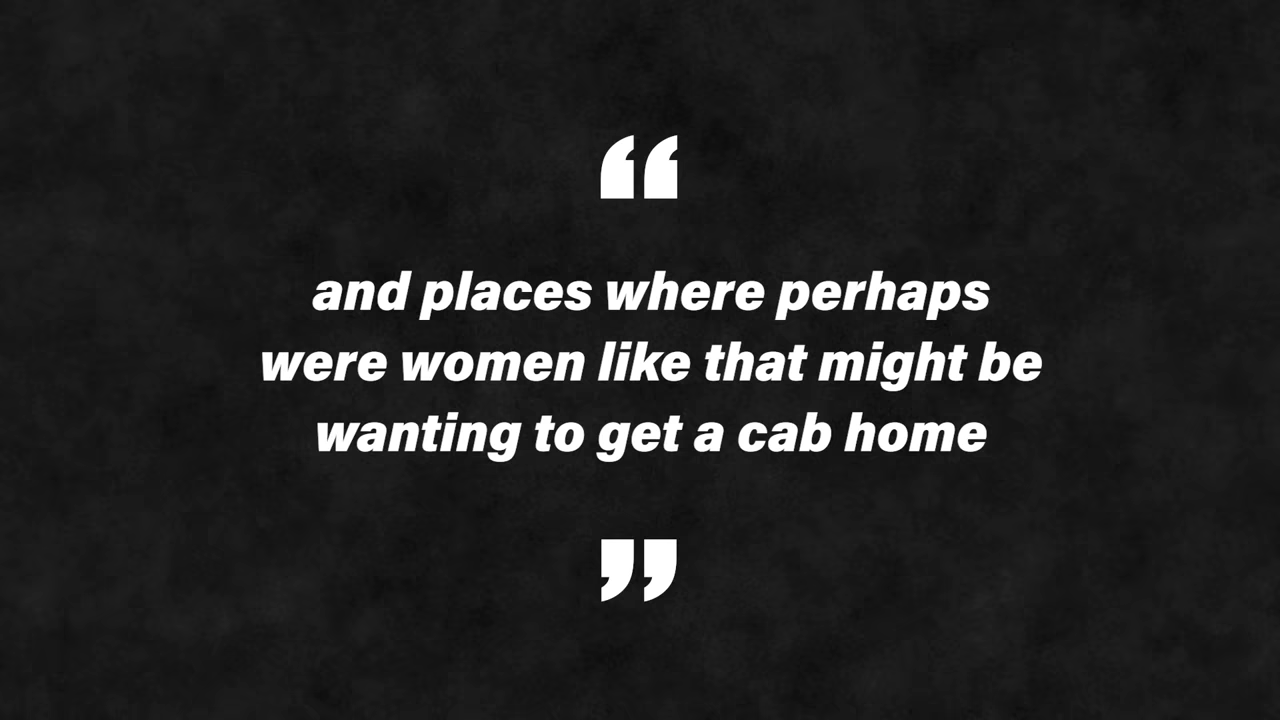 “
and places where perhaps
were women like that might be
wanting to get a cab home
”